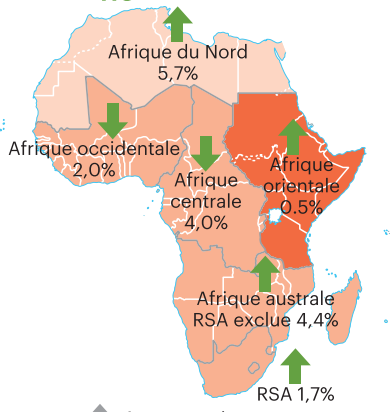 Afrique du Nord
5,7%
Afrique occidentale
2,0%
Afrique
centrale
4,0%
Afrique
orientale
0.5%
Afrique australe
RSA exclue 4,4%
RSA 1,7%